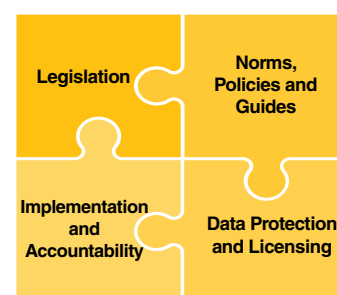 Legislation
Norms,
Policies and
Guides
Implementation
and
Accountability
Data Protection
and Licensing